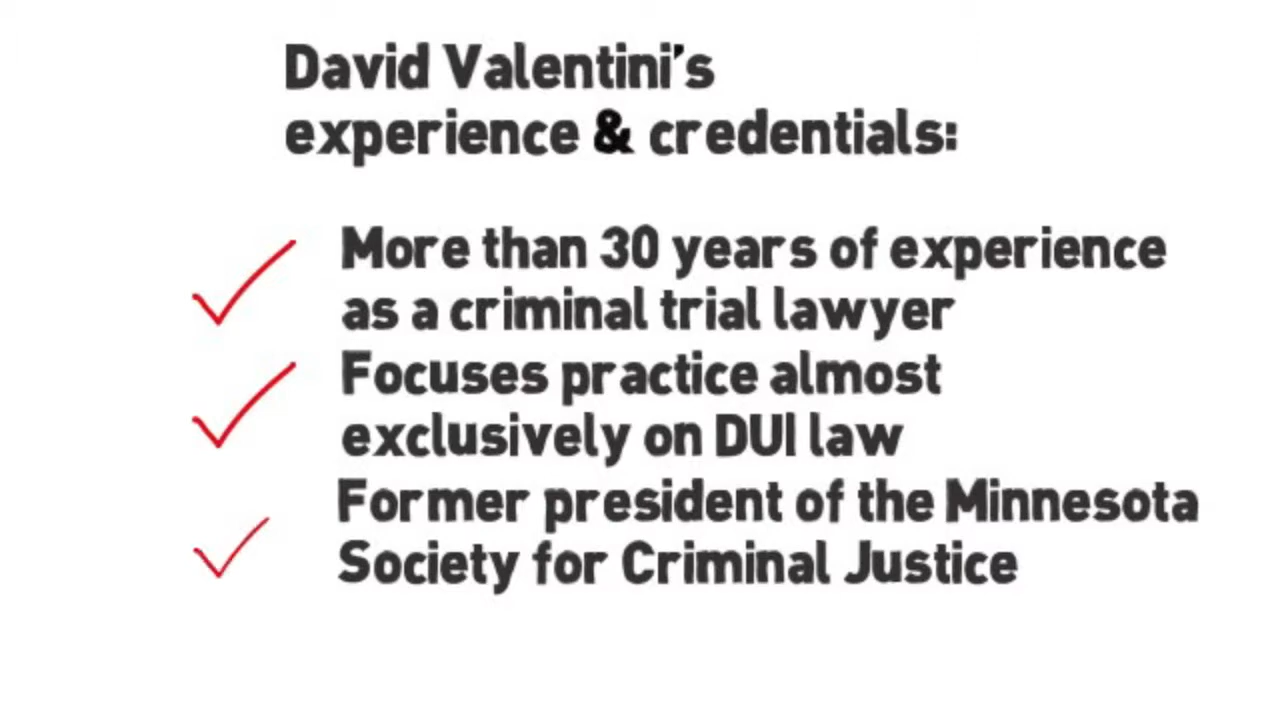 David Valentini's
experience & credentials:
More than 30 years of experience
as a criminal trial lawyer
Focuses practice almost
exclusively on DUI law
Former president of the Minnesota
Society for Criminal Justice